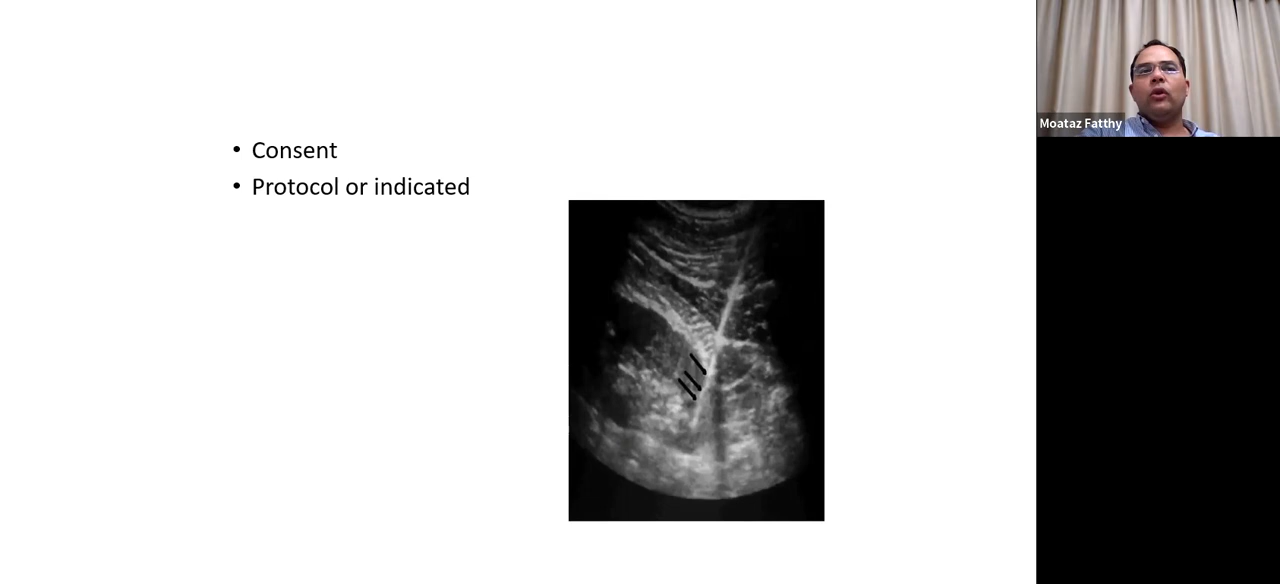 • Consent
• Protocol or indicated
Moataz Fatthy